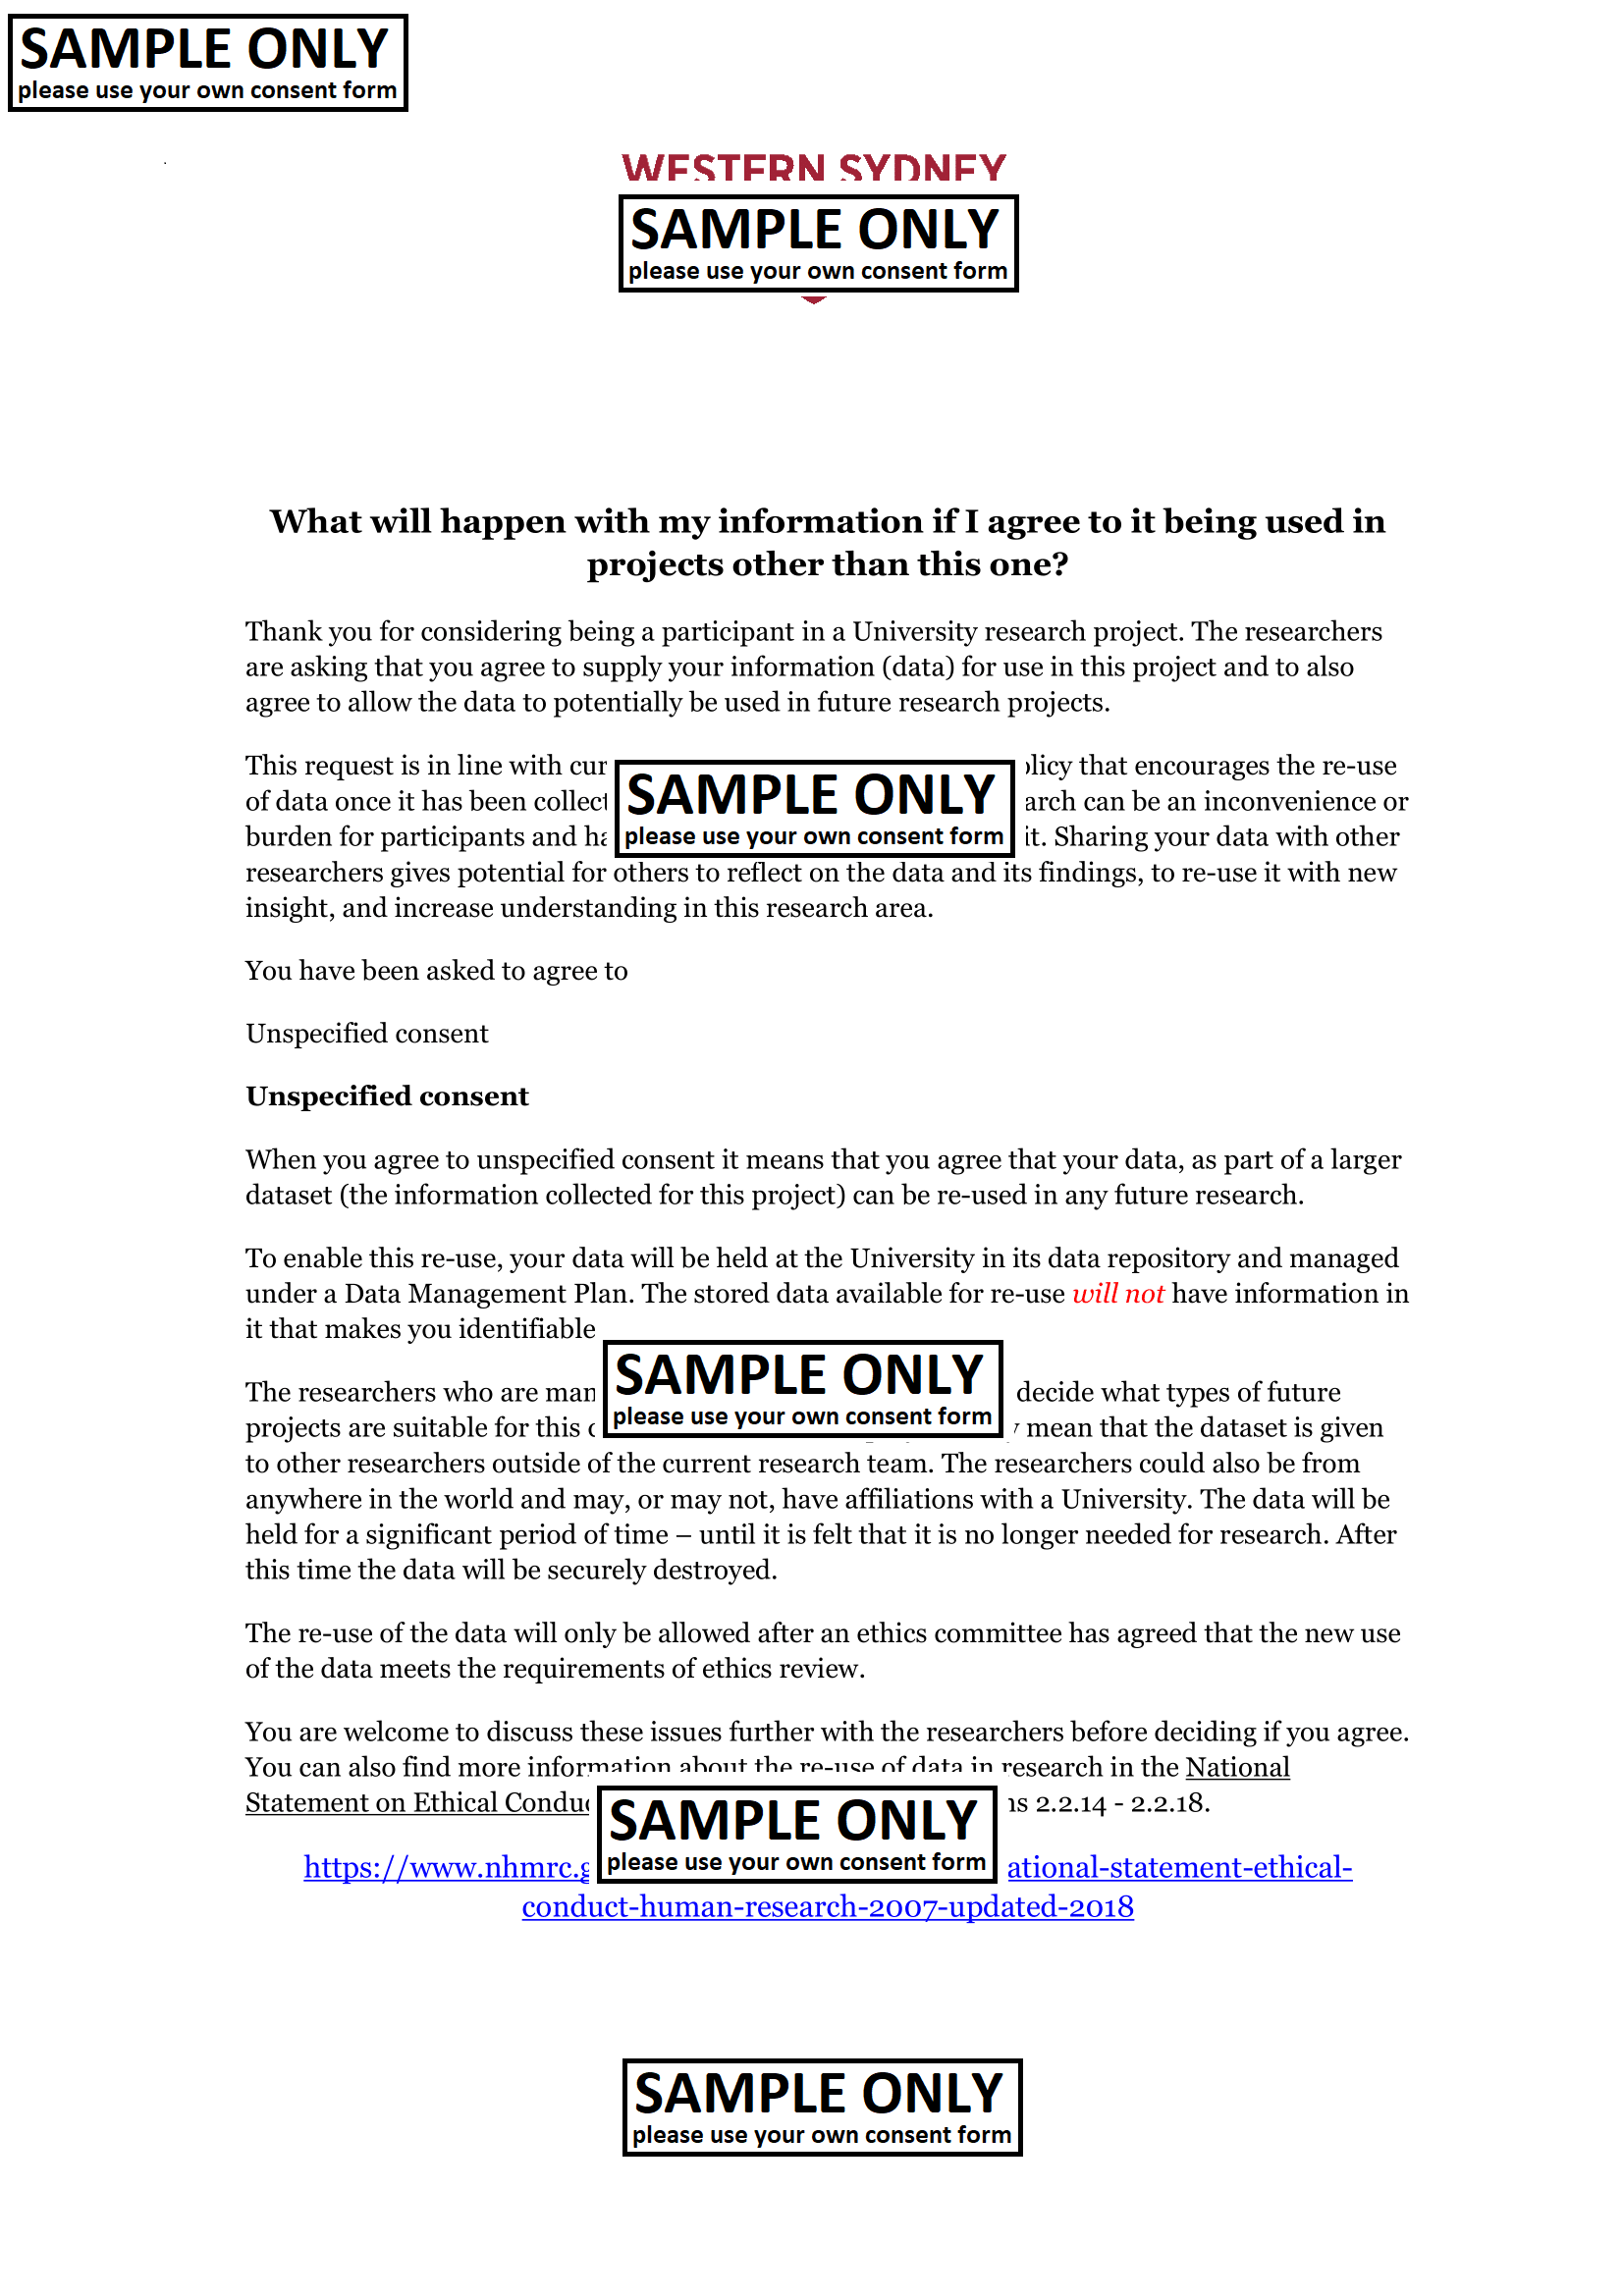 SAMPLE ONLY
please use your own consent form
WESTERN SYDNEY
SAMPLE ONLY
please use your own consent form
What will happen with my information if I agree to it being used in
projects other than this one?
Thank you for considering being a participant in a University research project. The researchers
are asking that you agree to supply your information (data) for use in this project and to also
agree to allow the data to potentially be used in future research projects.
This request is in line with that encourages the re-use
SAMPLE ONLY
of data once it has been can be an inconvenience or
please use your own consent form
burden for participants and Sharing your data with other
researchers gives potential for others to reflect on the data and its findings, to re-use it with new
insight, and increase understanding in this research area.
You have been asked to agree to
Unspecified consent
Unspecified consent
When you agree to unspecified consent it means that you agree that your data, as part of a larger
dataset (the information collected for this project) can be re-used in any future research.
To enable this re-use, your data will be held at the University in its data repository and managed
under a Data Management Plan. The stored data available for re-use will not have information in
it that makes you identifiable
SAMPLE ONLY
please use your own consent form
The researchers who are decide what types of future
projects are suitable for this mean that the dataset is given
to other researchers outside of the current research team. The researchers could also be from
anywhere in the world and may, or may not, have affiliations with a University. The data will be
held for a significant period of time – until it is felt that it is no longer needed for research. After
this time the data will be securely destroyed.
The re-use of the data will only be allowed after an ethics committee has agreed that the new use
of the data meets the requirements of ethics review.
You are welcome to discuss these issues further with the researchers before deciding if you agree.
You can also find more information about the re-use of data in research in the National
Statement on Ethical 2.2.14 - 2.2.18.
SAMPLE ONLY
please use your own consent form
https://www.nhmrc.g ational-statement-ethical-
conduct-human-research-2007-updated-2018
SAMPLE ONLY
please use your own consent form